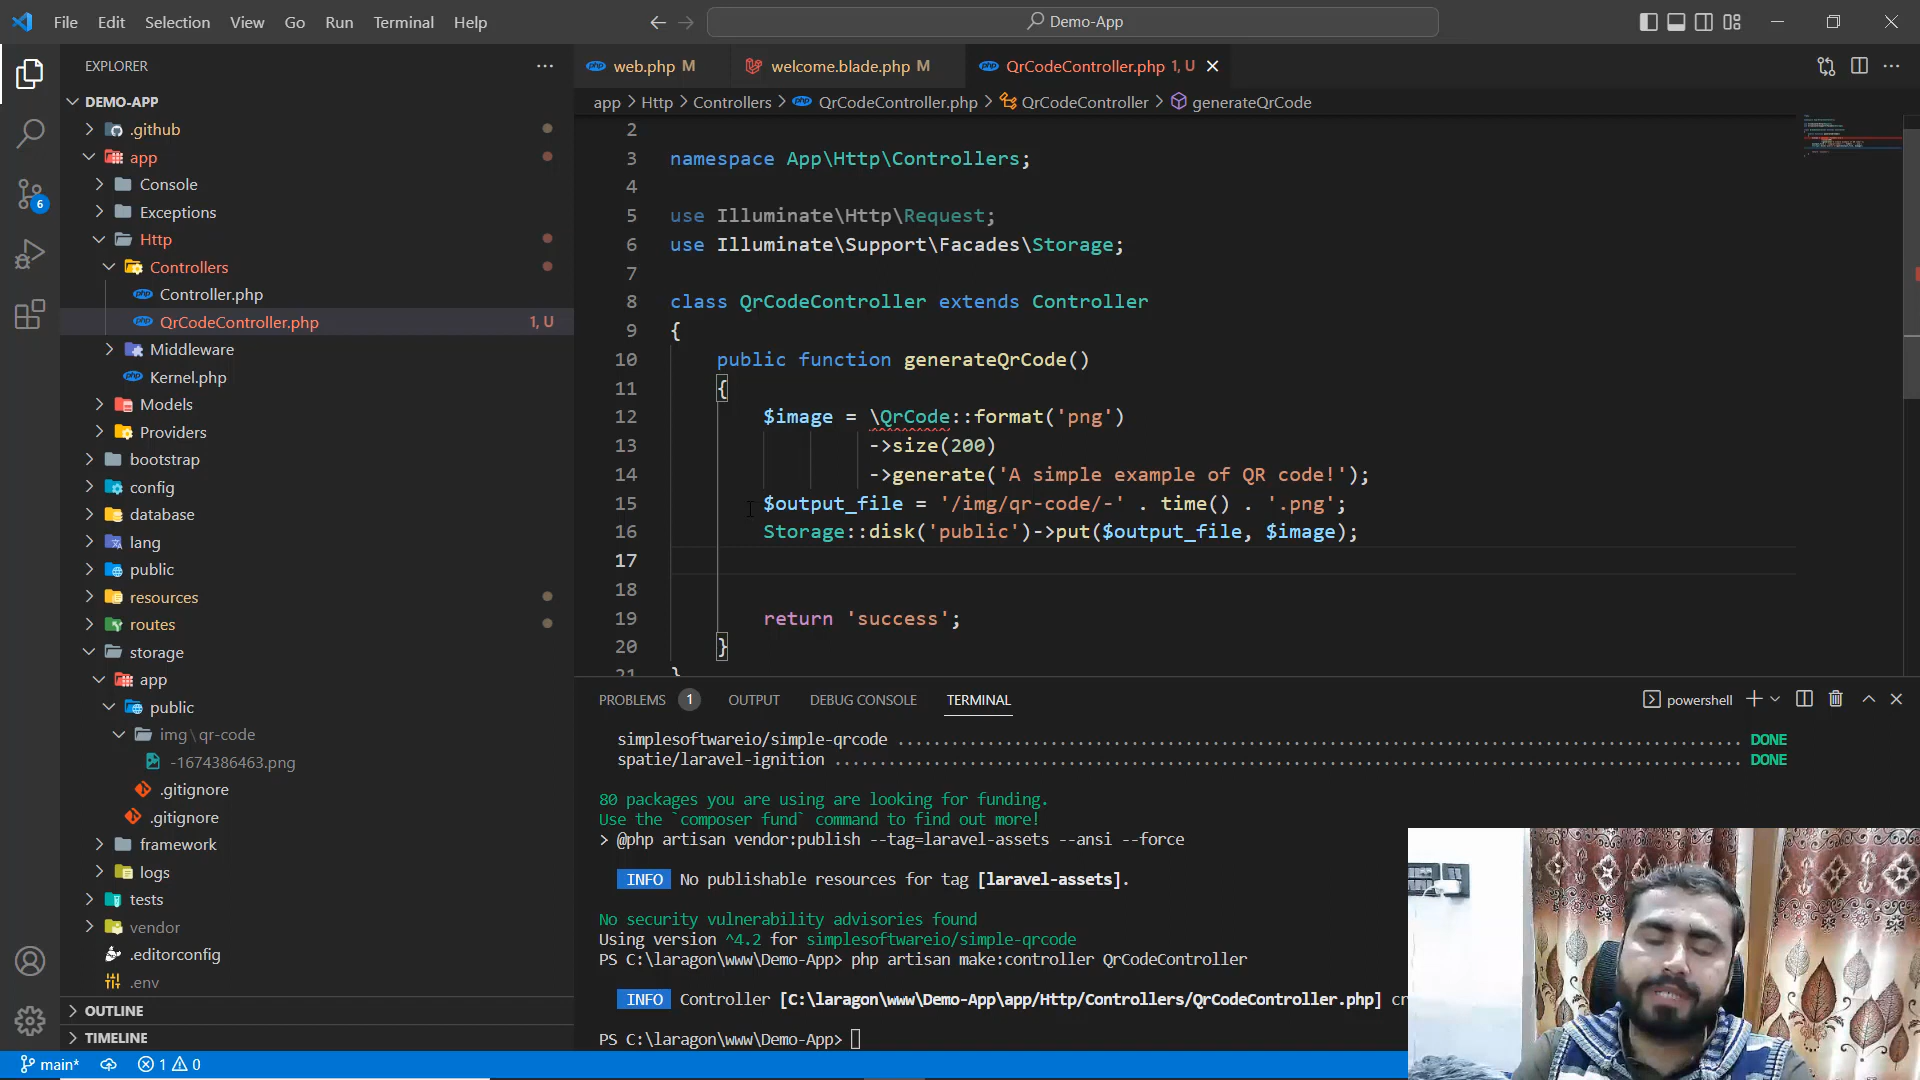 File Edit Selection View Go Run Terminal Help
Demo-App
EXPLORER
DEMO-APP
.github
app
Console
Exceptions
Http
Controllers
Controller.php
QrCodeController.php 1, U
Middleware
Kernel.php
Models
Providers
bootstrap
config
database
lang
public
resources
routes
storage
app
public
img\qr-code
-1674386463.png
.gitignore
.gitignore
framework
logs
tests
vendor
.editorconfig
.env
OUTLINE
TIMELINE
6
web.php M
welcome.blade.php M
QrCodeController.php 1, U
app > Http > Controllers > QrCodeController.php > QrCodeController > generateQrCode
2
3 namespace App\Http\Controllers;
4
5 use Illuminate\Http\Request;
6 use Illuminate\Support\Facades\Storage;
7
8 class QrCodeController extends Controller
9 {
10 public function generateQrCode()
11 {
12 $image = \QrCode::format('png')
13 ->size(200)
14 ->generate('A simple example of QR code!');
15 $output_file = '/img/qr-code/-' . time() . '.png';
16 Storage::disk('public')->put($output_file, $image);
17
18
19 return 'success';
20 }
21 }
PROBLEMS 1 OUTPUT DEBUG CONSOLE TERMINAL
powershell
simplesoftwareio/simple-qrcode ........................................................................ DONE
spatie/laravel-ignition ............................................................................. DONE
80 packages you are using are looking for funding.
Use the `composer fund` command to find out more!
> @php artisan vendor:publish --tag=laravel-assets --ansi --force
INFO No publishable resources for tag [laravel-assets].
No security vulnerability advisories found
Using version ^4.2 for simplesoftwareio/simple-qrcode
PS C:\laragon\www\Demo-App> php artisan make:controller QrCodeController
INFO Controller [C:\laragon\www\Demo-App\app/Http/Controllers/QrCodeController.php] cr
PS C:\laragon\www\Demo-App>
main* 1 0